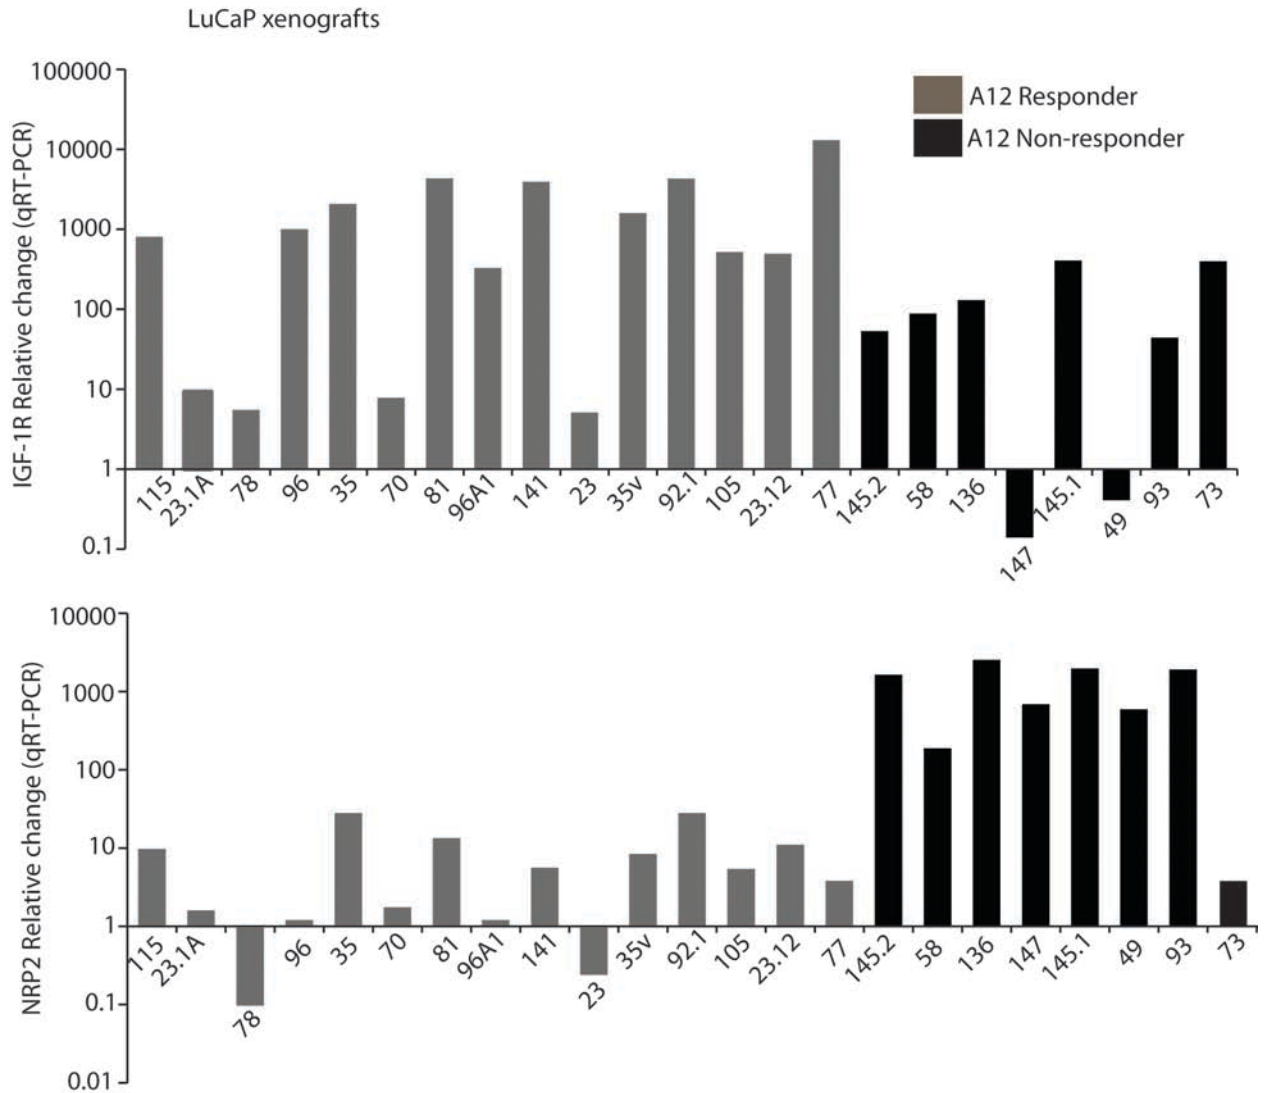 LuCaP xenografts
IGF-1R Relative change (qRT-PCR)
100000
10000
1000
100
10
1
0.1
A12 Responder
A12 Non-responder
115 23.1A 78 96 35 70 81 96A1 141 23 35v 92.1 105 23.12 77 145.2 58 136 147 145.1 49 93 73
NRP2 Relative change (qRT-PCR)
10000
1000
100
10
1
0.1
0.01
115 23.1A 78 96 35 70 81 96A1 141 23 35v 92.1 105 23.12 77 145.2 58 136 147 145.1 49 93 73